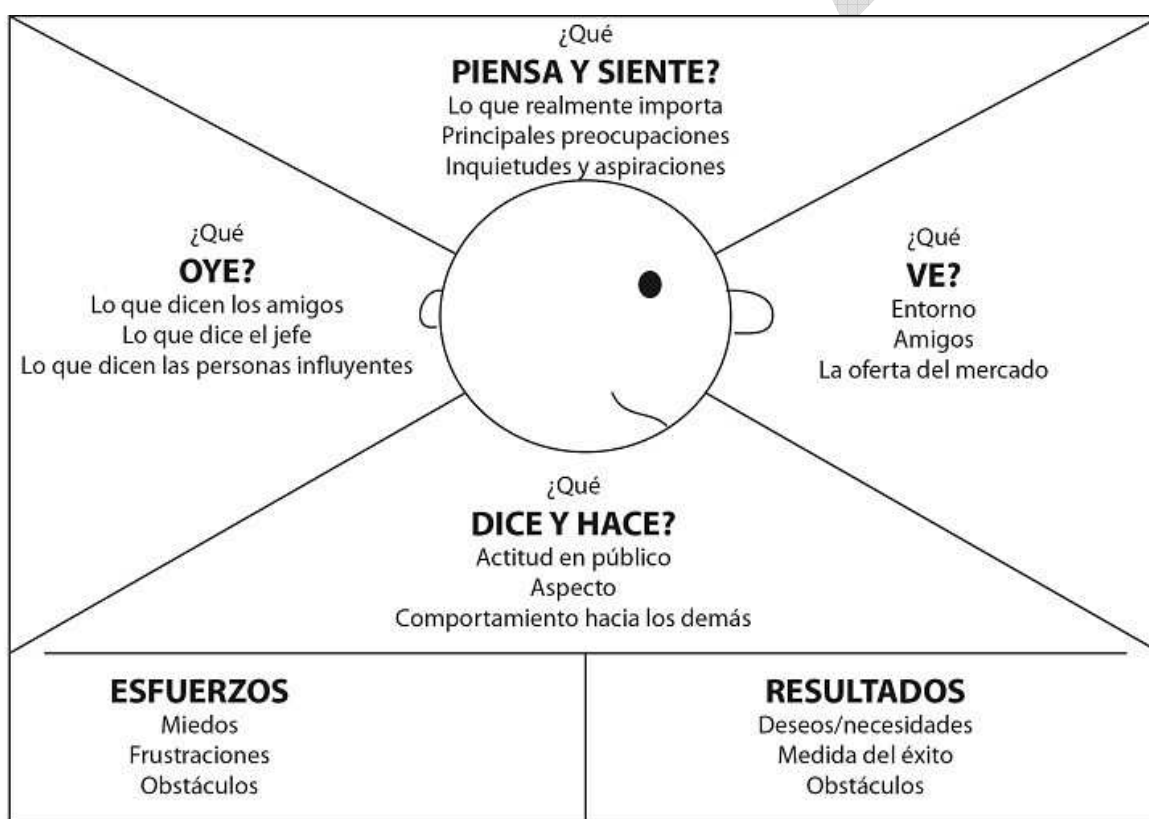 ¿Qué
PIENSA Y SIENTE?
Lo que realmente importa
Principales preocupaciones
Inquietudes y aspiraciones
¿Qué
OYE?
Lo que dicen los amigos
Lo que dice el jefe
Lo que dicen las personas influyentes
¿Qué
VE?
Entorno
Amigos
La oferta del mercado
¿Qué
DICE Y HACE?
Actitud en público
Aspecto
Comportamiento hacia los demás
ESFUERZOS
Miedos
Frustraciones
Obstáculos
RESULTADOS
Deseos/necesidades
Medida del éxito
Obstáculos